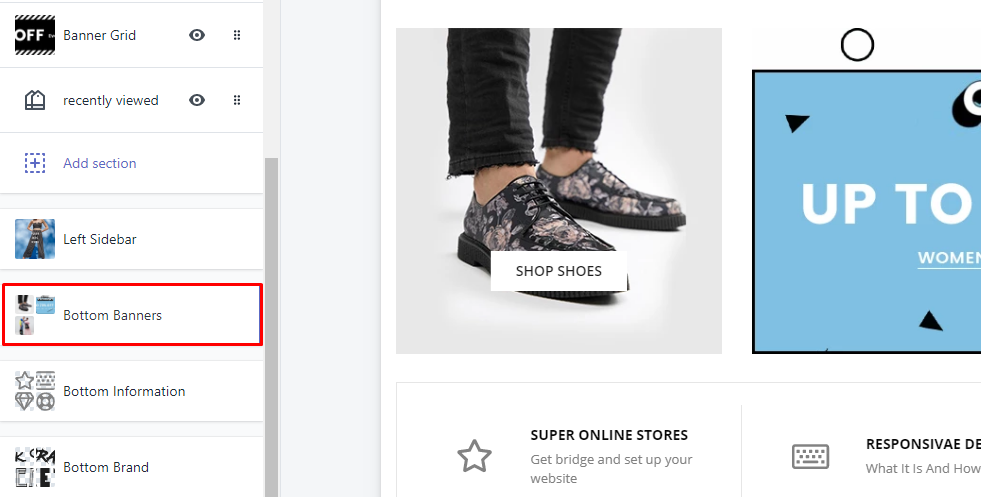 OFF
Banner Grid
recently viewed
Add section
Left Sidebar
Bottom Banners
Bottom Information
Bottom Brand
SHOP SHOES
UP TO
WOMEN
SUPER ONLINE STORES
Get bridge and set up your
website
RESPONSIVAE DE
What It Is And How